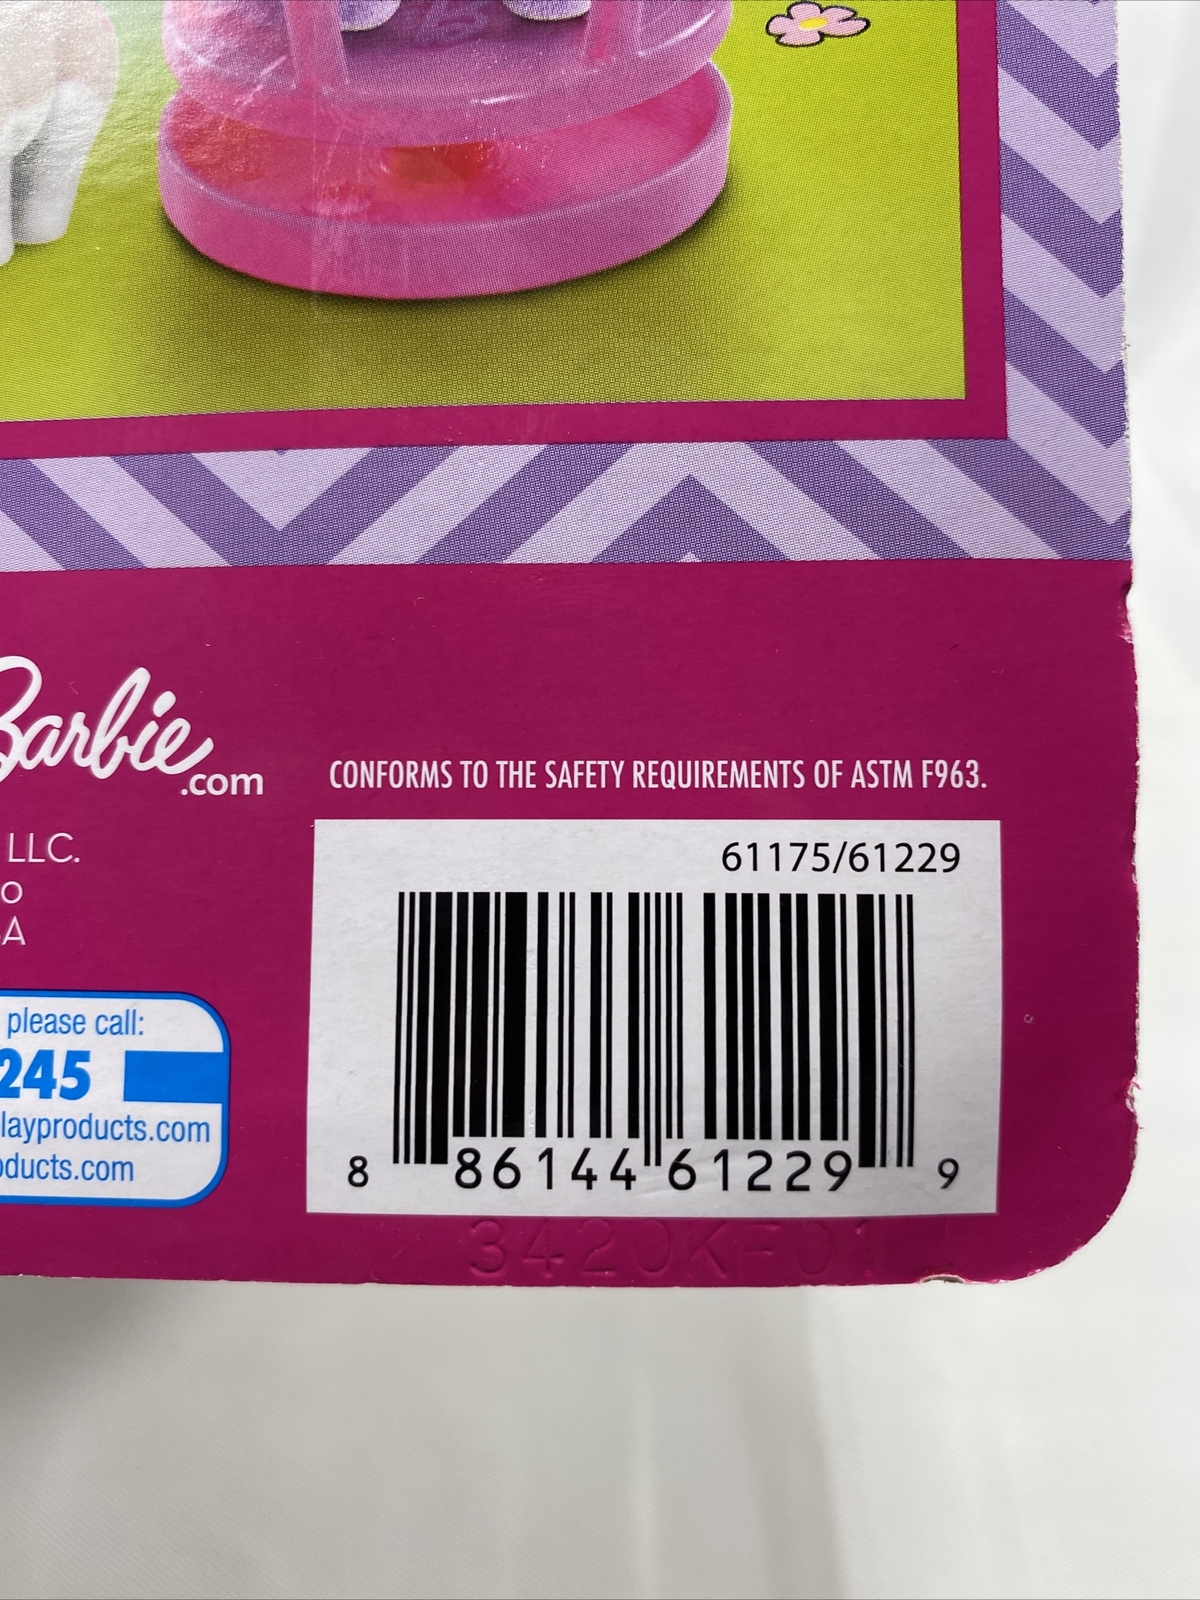 Barbie
.com
CONFORMS TO THE SAFETY REQUIREMENTS OF ASTM F963.
LLC.
61175/61229
please call:
245
layproducts.com
oducts.com
8 86144 61229 9
3420KF01